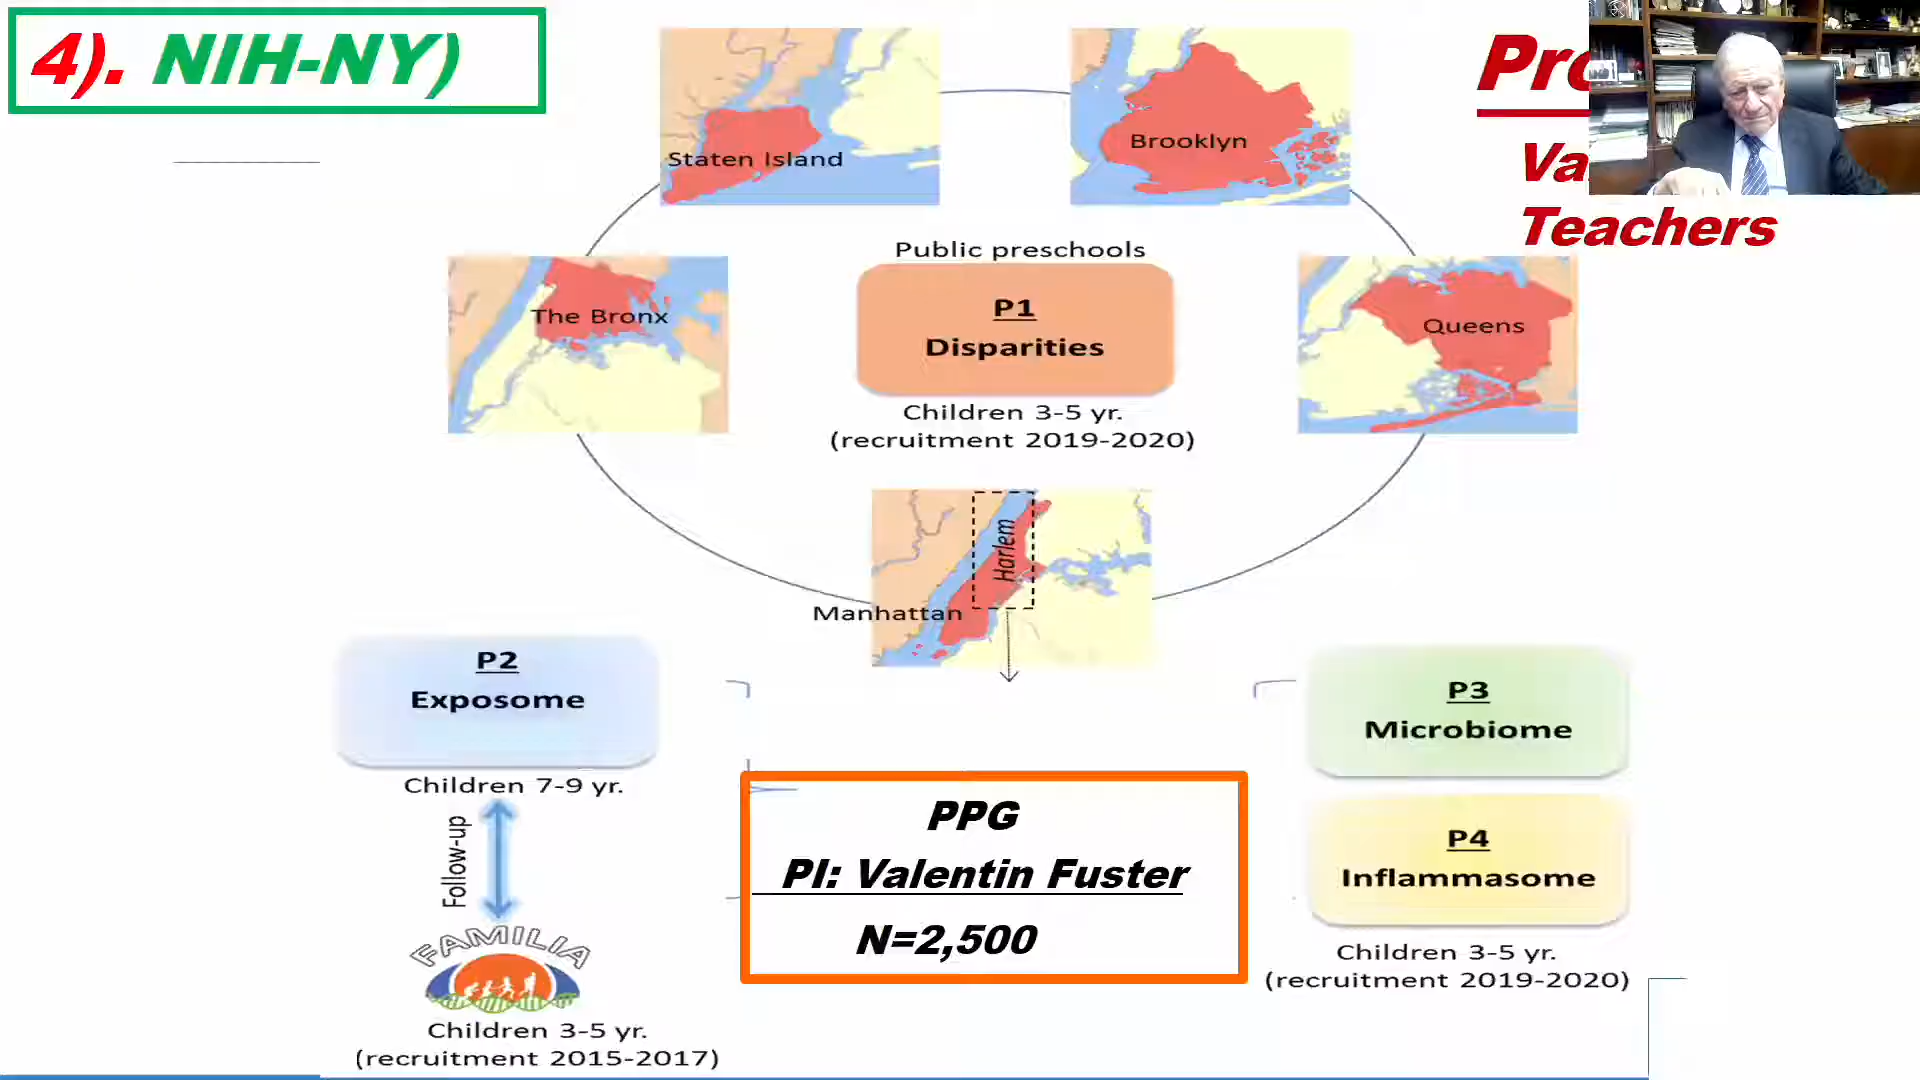 4). NIH-NY)
Staten Island
Brooklyn
Teachers
Public preschools
P1
Disparities
The Bronx
Queens
Children 3-5 yr.
(recruitment 2019-2020)
Harlem
Manhattan
P2
Exposome
Children 7-9 yr.
Follow-up
FAMILIA
Children 3-5 yr.
(recruitment 2015-2017)
PPG
PI: Valentin Fuster
N=2,500
P3
Microbiome
P4
Inflammasome
Children 3-5 yr.
(recruitment 2019-2020)